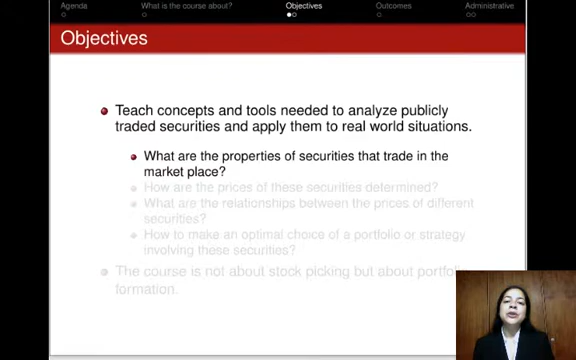 Agenda
What is the course about?
Objectives
Outcomes
Administrative
Objectives
Teach concepts and tools needed to analyze publicly
traded securities and apply them to real world situations.
What are the properties of securities that trade in the
market place?
How are the prices of these securities determined?
What are the relationships between the prices of different
securities?
How to make an optimal choice of a portfolio or strategy
involving these securities?
The course is not about stock picking but about
formation.